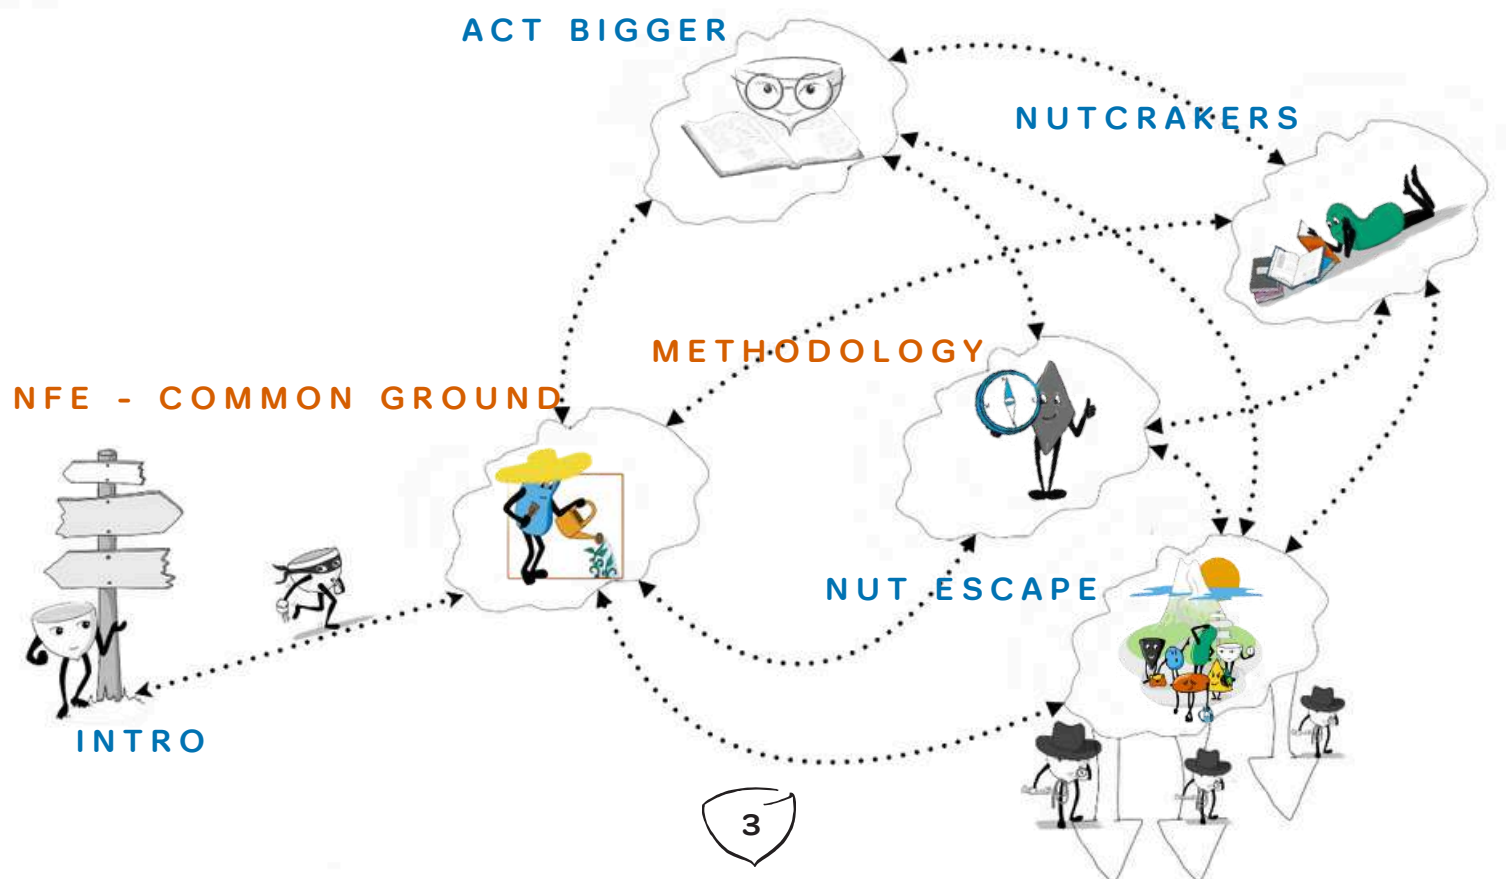 ACT BIGGER
NUTCRAKERS
METHODOLOGY
NFE - COMMON GROUND
NUT ESCAPE
INTRO
3